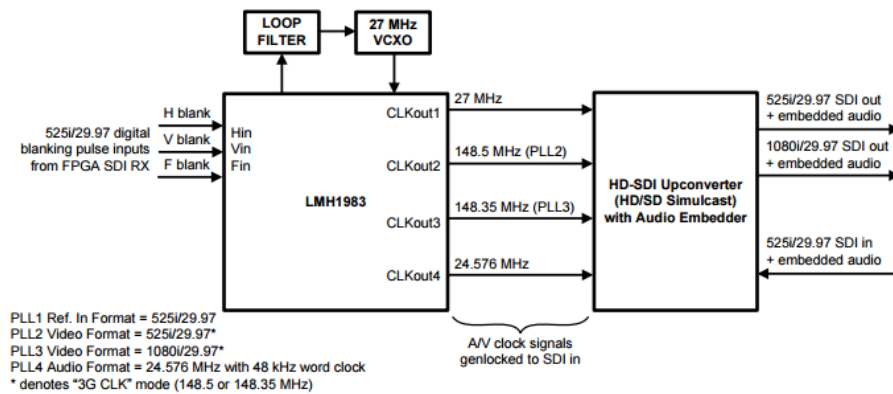 LOOP
FILTER
27 MHz
VCXO
H blank
V blank
F blank
525i/29.97 digital
blanking pulse inputs
from FPGA SDI RX
Hin
Vin
Fin
LMH1983
CLKout1
CLKout2
CLKout3
CLKout4
27 MHz
148.5 MHz (PLL2)
148.35 MHz (PLL3)
24.576 MHz
HD-SDI Upconverter
(HD/SD Simulcast)
with Audio Embedder
525i/29.97 SDI out
+ embedded audio
1080i/29.97 SDI out
+ embedded audio
525i/29.97 SDI in
+ embedded audio
A/V clock signals
genlocked to SDI in
PLL1 Ref. In Format = 525i/29.97
PLL2 Video Format = 525i/29.97*
PLL3 Video Format = 1080i/29.97*
PLL4 Audio Format = 24.576 MHz with 48 kHz word clock
* denotes "3G CLK" mode (148.5 or 148.35 MHz)